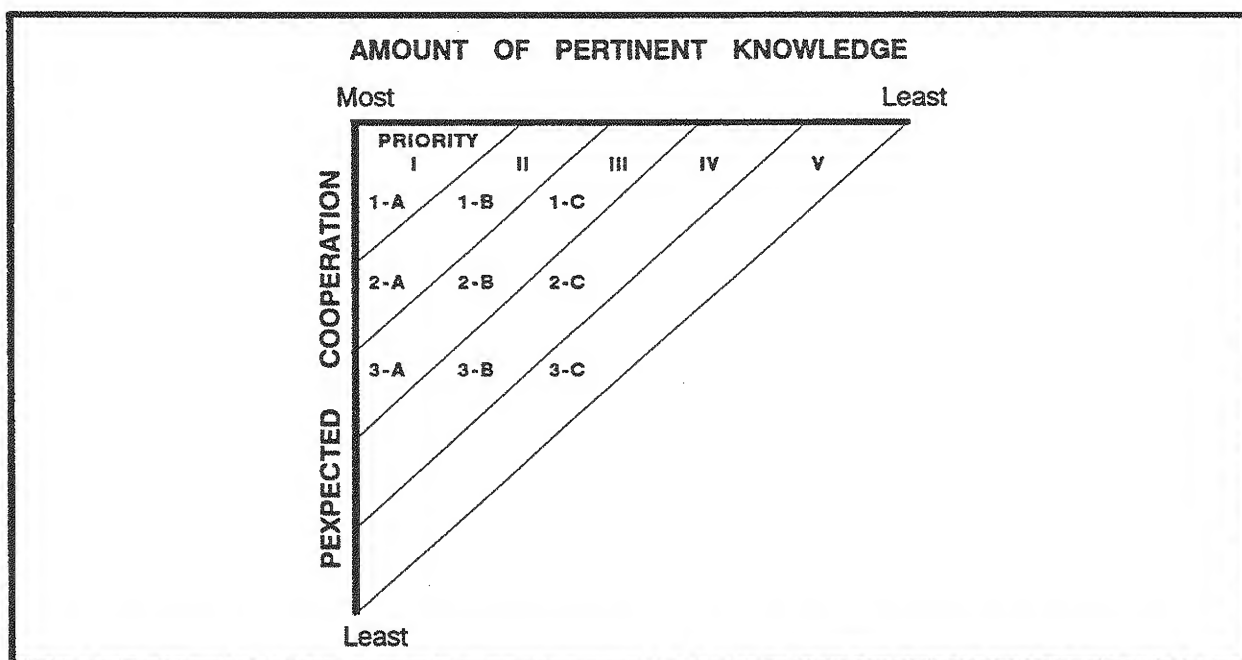 AMOUNT OF PERTINENT KNOWLEDGE
Most Least
PRIORITY
I II III IV V
1-A 1-B 1-C
2-A 2-B 2-C
3-A 3-B 3-C
PEXPECTED COOPERATION
Least